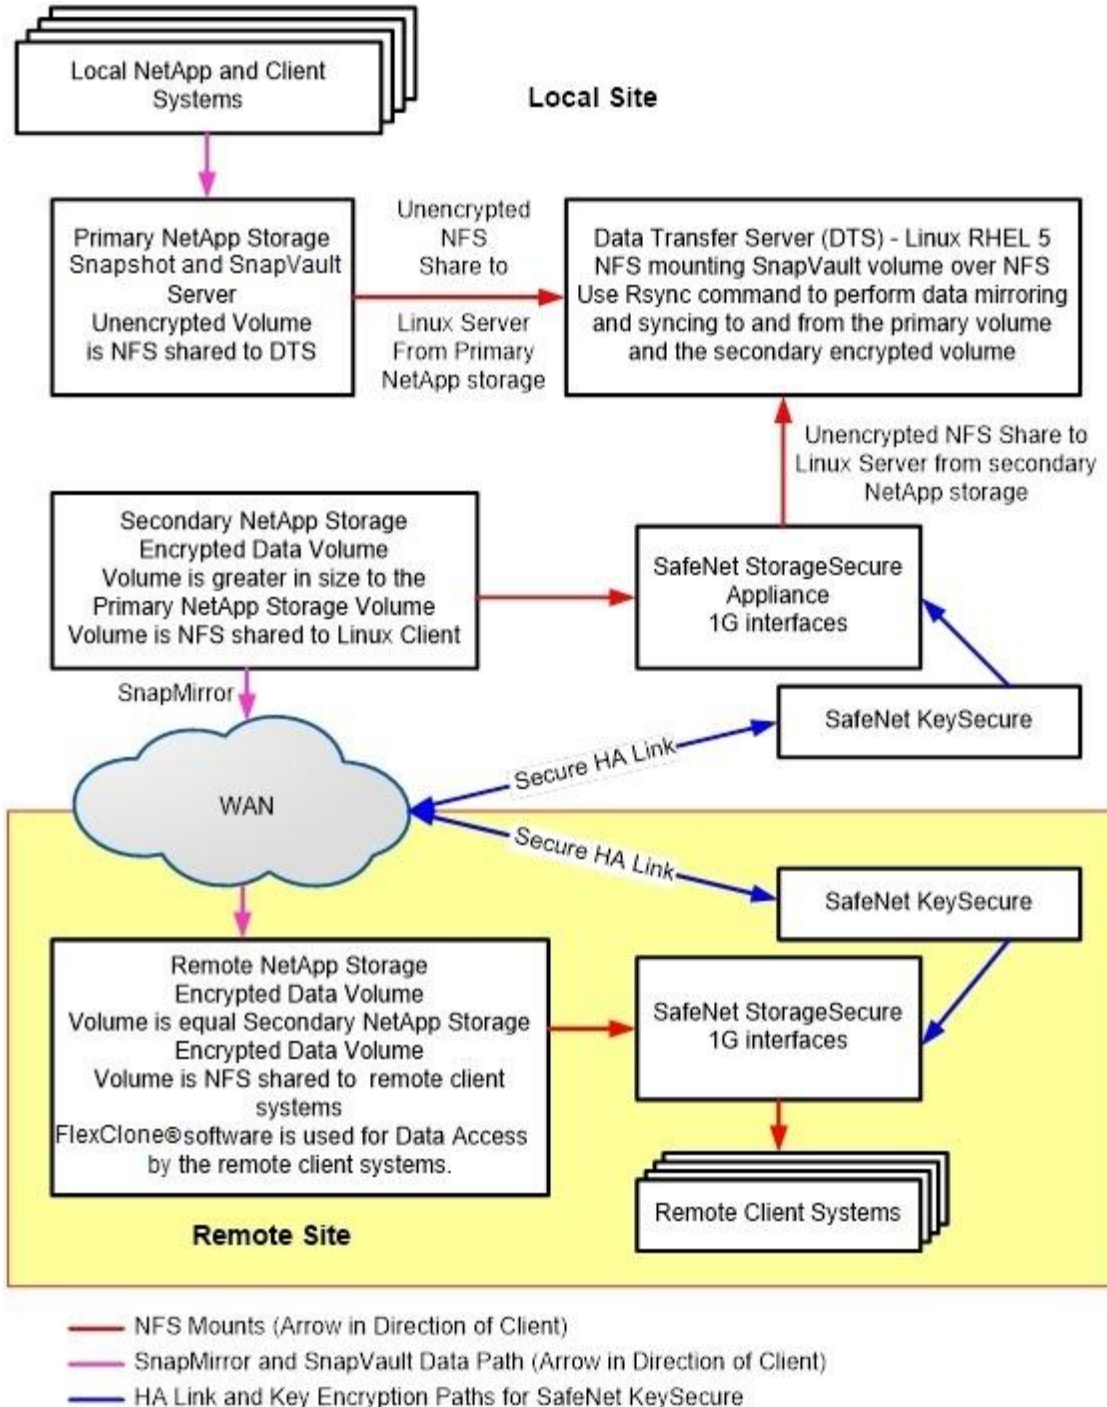 Local NetApp and Client
Systems
Local Site
Primary NetApp Storage
Snapshot and SnapVault
Server
Unencrypted Volume
is NFS shared to DTS
Unencrypted
NFS
Share to
Linux Server
From Primary
NetApp storage
Data Transfer Server (DTS) - Linux RHEL 5
NFS mounting SnapVault volume over NFS
Use Rsync command to perform data mirroring
and syncing to and from the primary volume
and the secondary encrypted volume
Unencrypted NFS Share to
Linux Server from secondary
NetApp storage
Secondary NetApp Storage
Encrypted Data Volume
Volume is greater in size to the
Primary NetApp Storage Volume
Volume is NFS shared to Linux Client
SafeNet StorageSecure
Appliance
1G interfaces
SnapMirror
SafeNet KeySecure
Secure HA Link
WAN
Secure HA Link
SafeNet KeySecure
Remote NetApp Storage
Encrypted Data Volume
Volume is equal Secondary NetApp Storage
Encrypted Data Volume
Volume is NFS shared to remote client
systems
FlexClone® software is used for Data Access
by the remote client systems.
SafeNet StorageSecure
1G interfaces
Remote Client Systems
Remote Site
NFS Mounts (Arrow in Direction of Client)
SnapMirror and SnapVault Data Path (Arrow in Direction of Client)
HA Link and Key Encryption Paths for SafeNet KeySecure